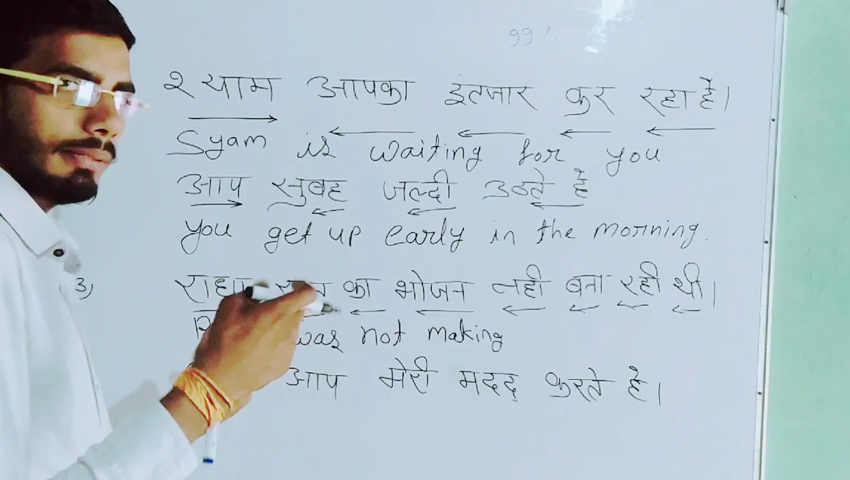 99%
श्याम आपका इंतजार कर रहा है।
Syam is waiting for you
आप सुबह जल्दी उठते है
you get up early in the morning.
3) राधा का भोजन नही बना रही थी।
was not making
आप मेरी मदद करते है।